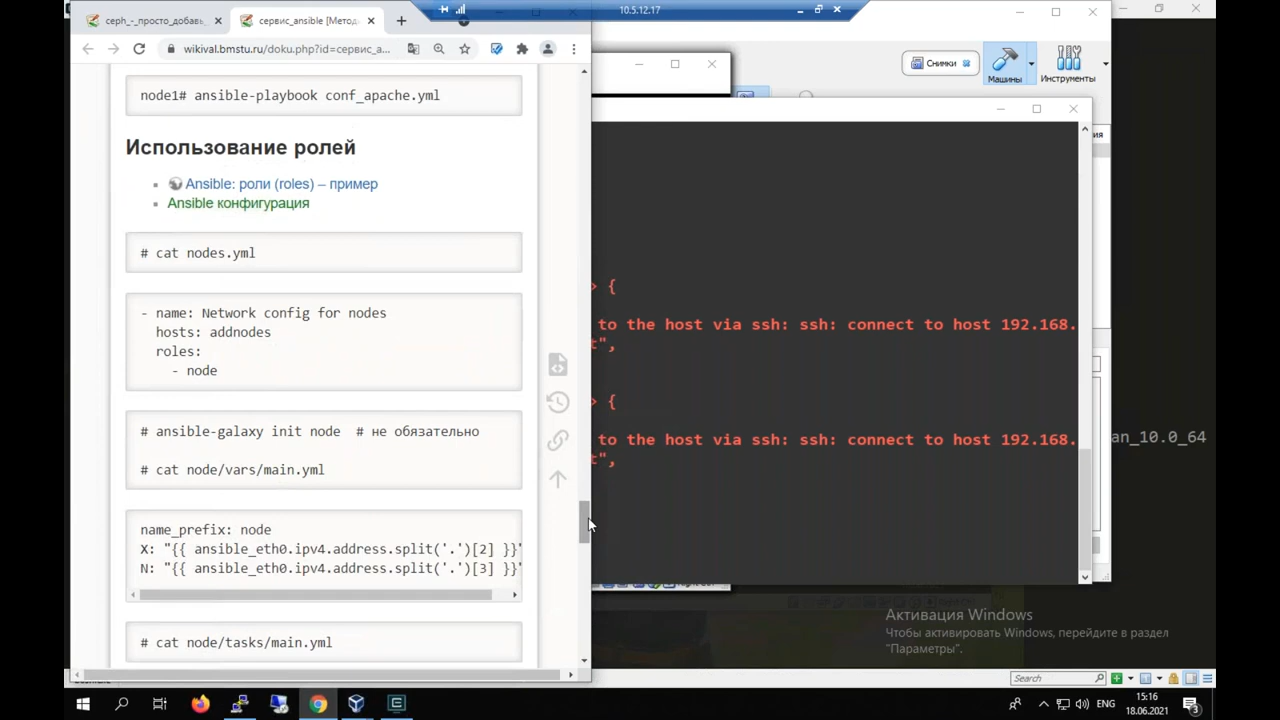 10.5.12.17
ceph_-_просто_добавь
сервис_ansible [Метод
wikival.bmstu.ru/doku.php?id=сервис_a...
Снимки
Машины
Инструменты
node1# ansible-playbook conf_apache.yml
ия
Использование ролей
Ansible: роли (roles) – пример
Ansible конфигурация
# cat nodes.yml
> {
- name: Network config for nodes
to the host via ssh: ssh: connect to host 192.168.
hosts: addnodes
t",
roles:
- node
> {
# ansible-galaxy init node # не обязательно
to the host via ssh: ssh: connect to host 192.168.
an_10.0_64
t",
# cat node/vars/main.yml
name_prefix: node
X: "{{ ansible_eth0.ipv4.address.split('.')[2] }}"
N: "{{ ansible_eth0.ipv4.address.split('.')[3] }}"
# cat node/tasks/main.yml
Активация Windows
Чтобы активировать Windows, перейдите в раздел
"Параметры".
Search
ENG
15:16
18.06.2021
3